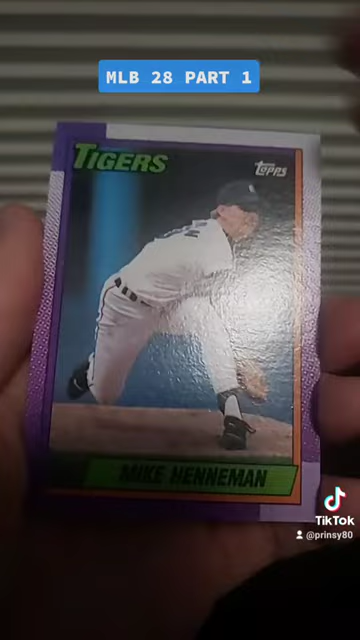 MLB 28 PART 1
TIGERS
topps
MIKE HENNEMAN
TikTok
@prinsy80